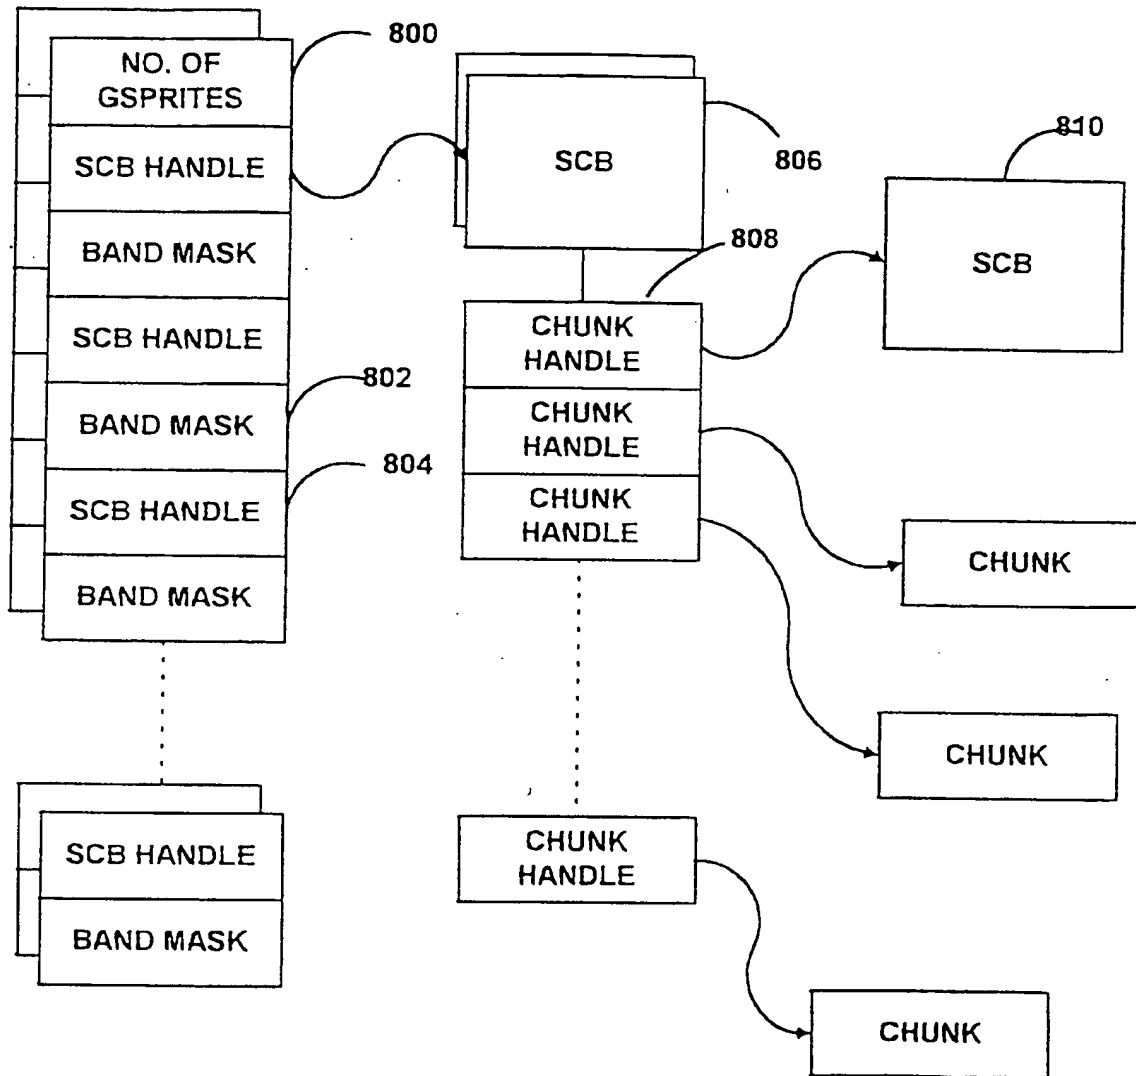 NO. OF
GSPRITES
800
SCB HANDLE
BAND MASK
SCB HANDLE
802
BAND MASK
804
SCB HANDLE
BAND MASK
SCB HANDLE
BAND MASK
SCB
806
808
CHUNK
HANDLE
CHUNK
HANDLE
CHUNK
HANDLE
CHUNK
HANDLE
810
SCB
CHUNK
CHUNK
CHUNK